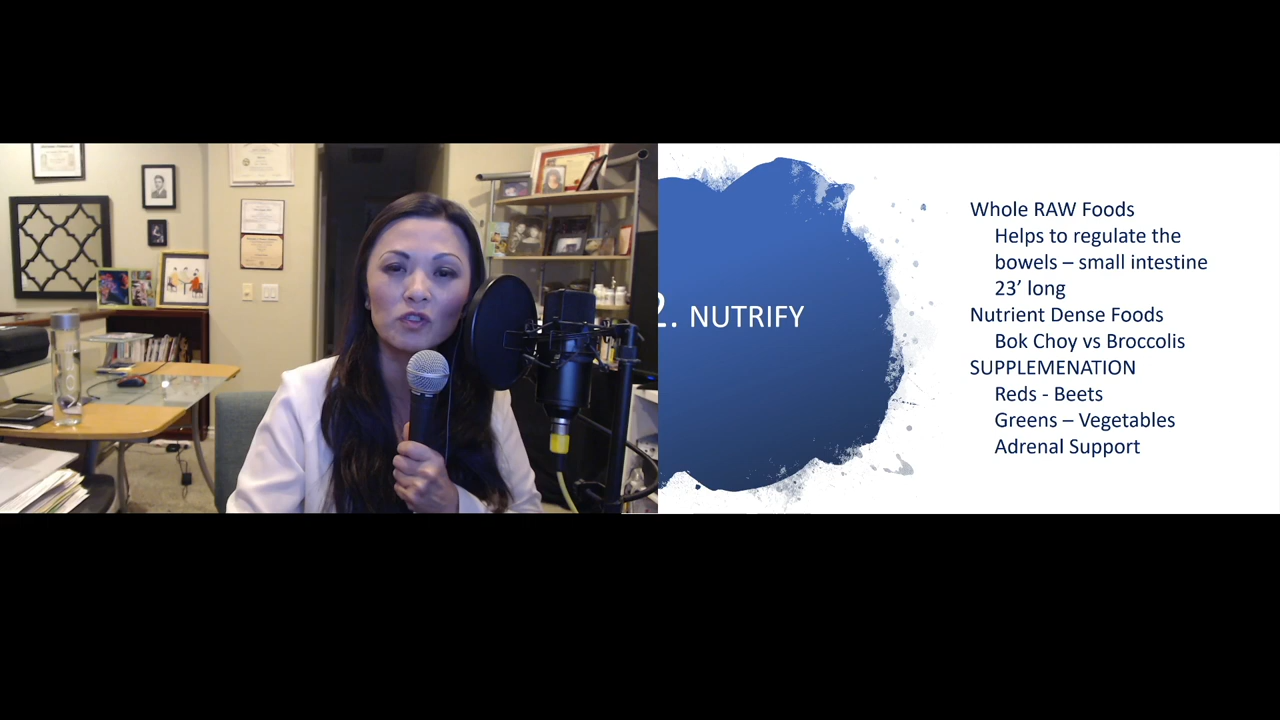 2. NUTRIFY
Whole RAW Foods
Helps to regulate the
bowels – small intestine
23’ long
Nutrient Dense Foods
Bok Choy vs Broccolis
SUPPLEMENATION
Reds - Beets
Greens – Vegetables
Adrenal Support